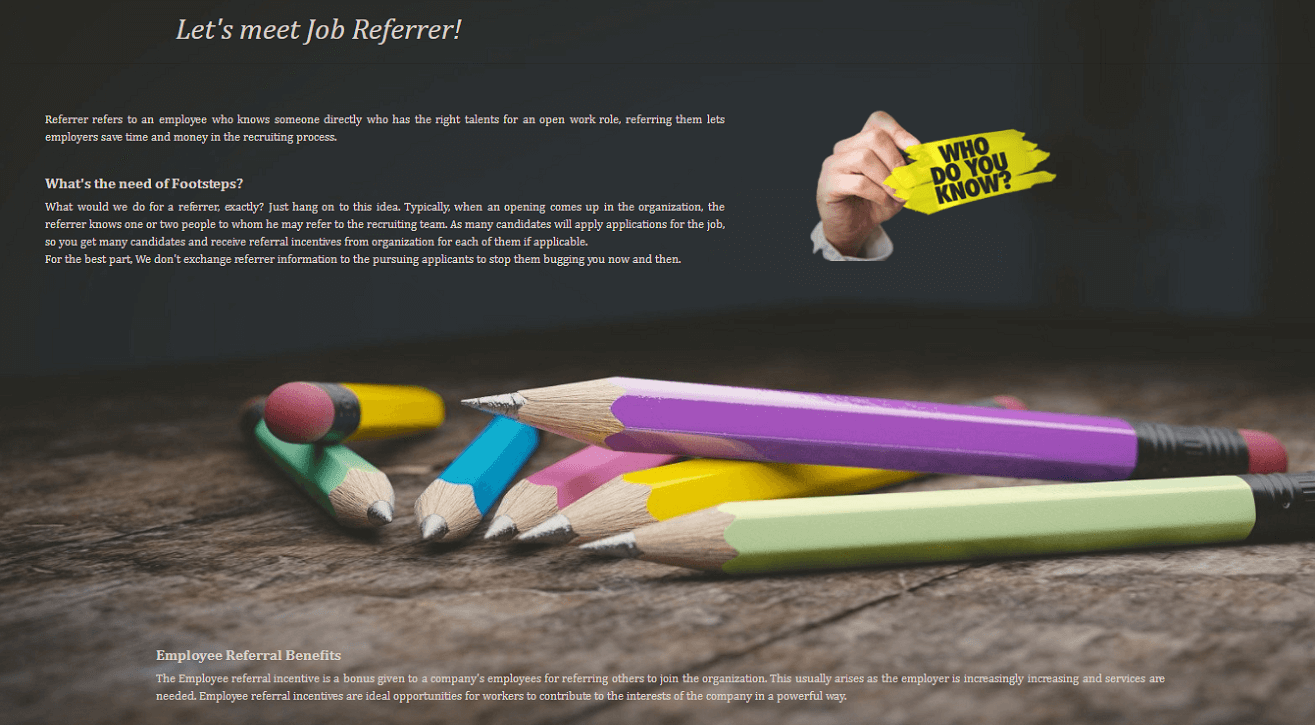 Let's meet Job Referrer!
Referrer refers to an employee who knows someone directly who has the right talents for an open work role, referring them lets
employers save time and money in the recruiting process.
WHO
DO YOU
KNOW?
What's the need of Footsteps?
What would we do for a referrer, exactly? Just hang on to this idea. Typically, when an opening comes up in the organization, the
referrer knows one or two people to whom he may refer to the recruiting team. As many candidates will apply applications for the job,
so you get many candidates and receive referral incentives from organization for each of them if applicable.
For the best part, We don't exchange referrer information to the pursuing applicants to stop them bugging you now and then.
Employee Referral Benefits
The Employee referral incentive is a bonus given to a company's employees for referring others to join the organization. This usually arises as the employer is increasingly increasing and services are
needed. Employee referral incentives are ideal opportunities for workers to contribute to the interests of the company in a powerful way.